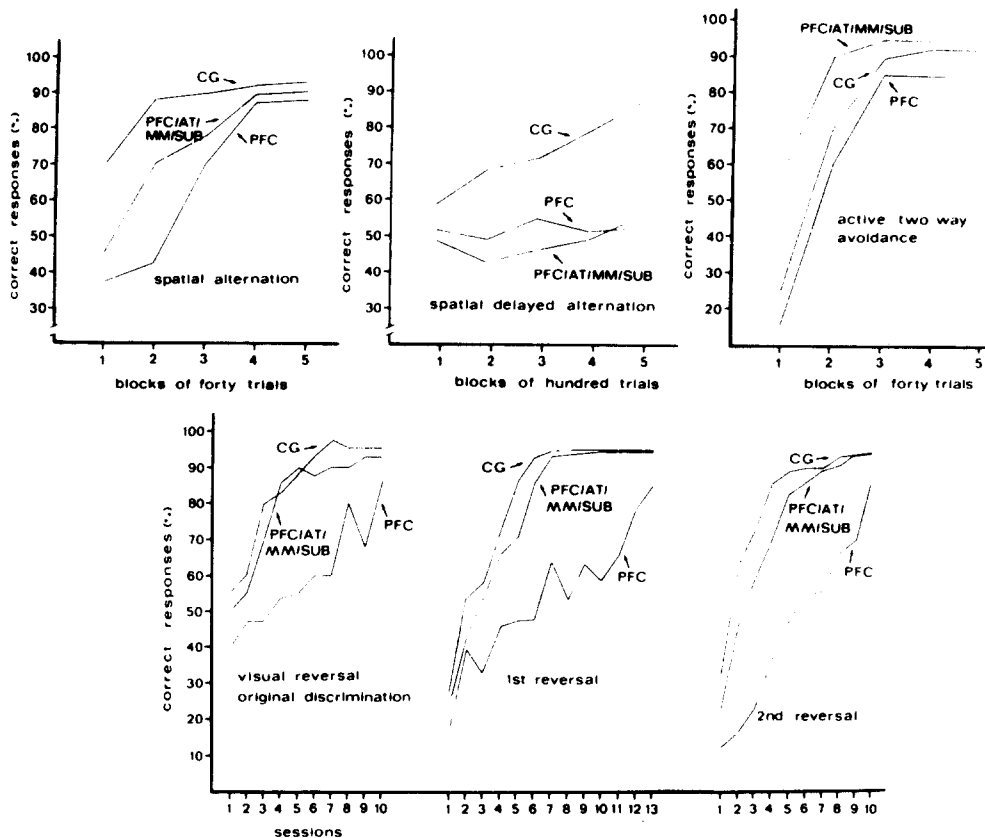 100
90
80
70
60
50
40
30
correct responses (%)
CG
PFC/AT/
MM/SUB
PFC
spatial alternation
1 2 3 4 5
blocks of forty trials
100
90
80
70
60
50
40
30
correct responses (%)
CG
PFC
PFC/AT/MM/SUB
spatial delayed alternation
1 2 3 4 5
blocks of hundred trials
100
90
80
70
60
50
40
30
20
correct responses (%)
PFC/AT/MM/SUB
CG
PFC
active two way
avoidance
1 2 3 4 5
blocks of forty trials
100
90
80
70
60
50
40
30
20
10
correct responses (%)
CG
PFC/AT/
MM/SUB
PFC
visual reversal
original discrimination
1 2 3 4 5 6 7 8 9 10
sessions
CG
PFC/AT/
MM/SUB
PFC
1st reversal
1 2 3 4 5 6 7 8 9 10 11 12 13
CG
PFC/AT/
MM/SUB
PFC
2nd reversal
1 2 3 4 5 6 7 8 9 10